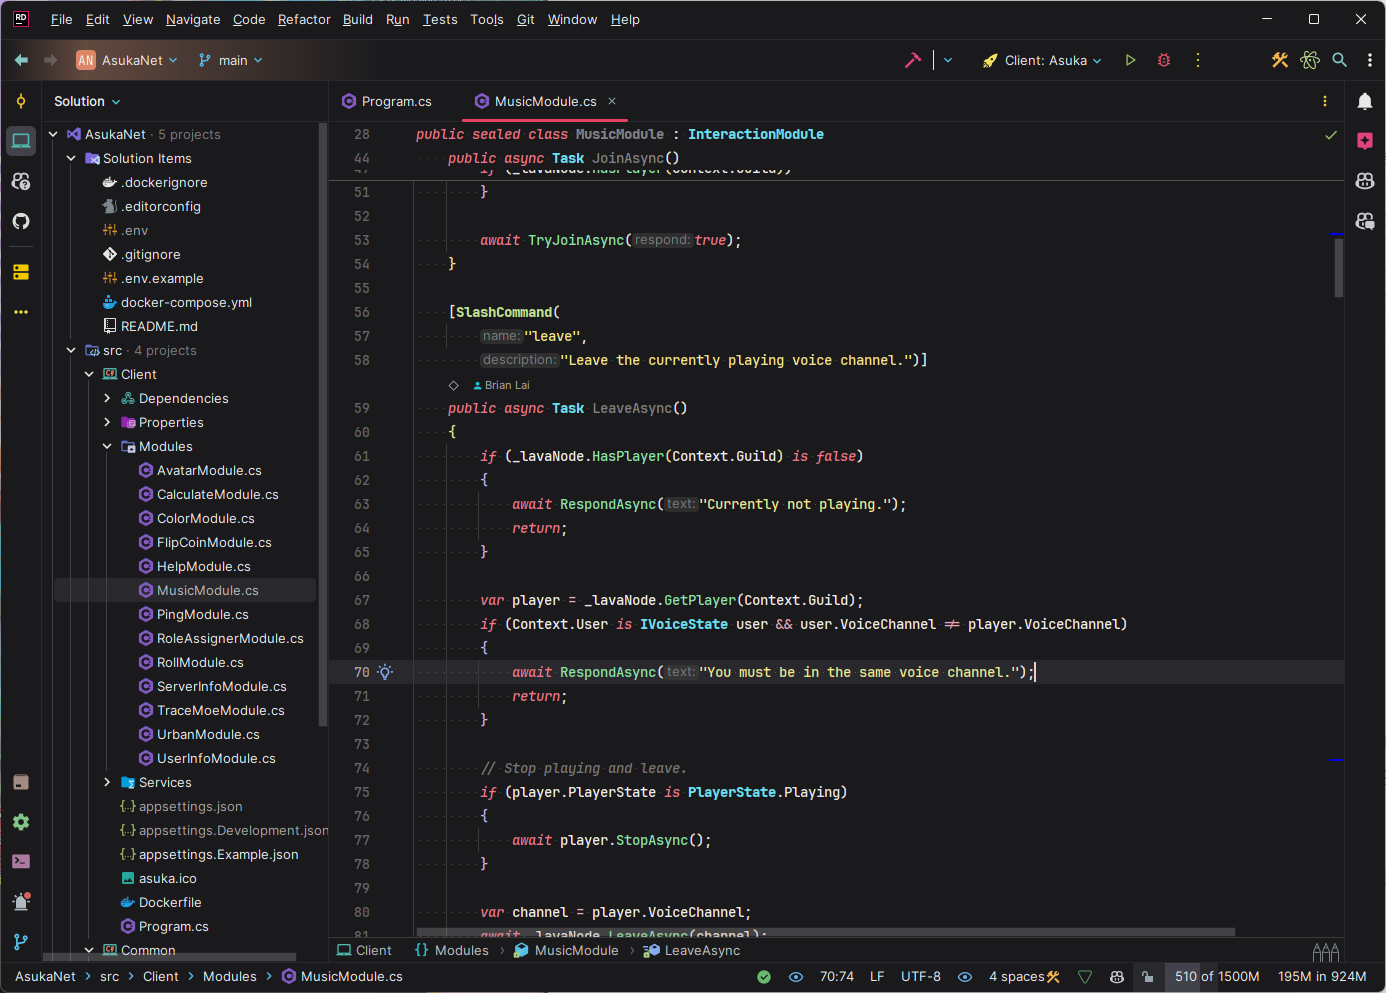 RD File Edit View Navigate Code Refactor Build Run Tests Tools Git Window Help
AN AsukaNet main Client: Asuka
Solution
Program.cs MusicModule.cs
AsukaNet · 5 projects
Solution Items
.dockerignore
.editorconfig
.env
.gitignore
.env.example
docker-compose.yml
README.md
src · 4 projects
Client
Dependencies
Properties
Modules
AvatarModule.cs
CalculateModule.cs
ColorModule.cs
FlipCoinModule.cs
HelpModule.cs
MusicModule.cs
PingModule.cs
RoleAssignerModule.cs
RollModule.cs
ServerInfoModule.cs
TraceMoeModule.cs
UrbanModule.cs
UserInfoModule.cs
Services
appsettings.json
appsettings.Development.json
appsettings.Example.json
asuka.ico
Dockerfile
Program.cs
Common
28 public sealed class MusicModule : InteractionModule
44 public async Task JoinAsync()
47 if (_lavaNode.HasPlayer(Context.Guild))
51 }
52
53 await TryJoinAsync( respond: true);
54 }
55
56 [SlashCommand(
57 name: "leave",
58 description: "Leave the currently playing voice channel.")]
Brian Lai
59 public async Task LeaveAsync()
60 {
61 if (_lavaNode.HasPlayer(Context.Guild) is false)
62 {
63 await RespondAsync( text: "Currently not playing.");
64 return;
65 }
66
67 var player = _lavaNode.GetPlayer(Context.Guild);
68 if (Context.User is IVoiceState user && user.VoiceChannel != player.VoiceChannel)
69 {
70 await RespondAsync( text: "You must be in the same voice channel.");
71 return;
72 }
73
74 // Stop playing and leave.
75 if (player.PlayerState is PlayerState.Playing)
76 {
77 await player.StopAsync();
78 }
79
80 var channel = player.VoiceChannel;
81 await _lavaNode.LeaveAsync(channel);
Client Modules MusicModule LeaveAsync
AsukaNet src Client Modules MusicModule.cs 70:74 LF UTF-8 4 spaces 510 of 1500M 195M in 924M